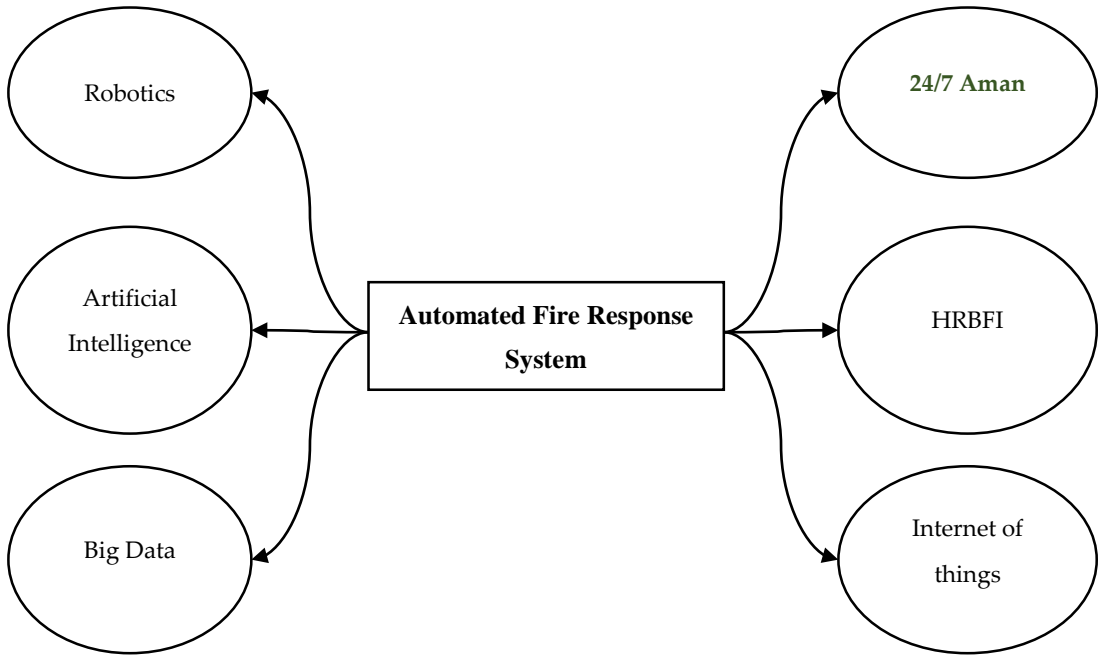 Robotics
24/7 Aman
Artificial
Intelligence
Automated Fire Response
System
HRBFI
Big Data
Internet of
things